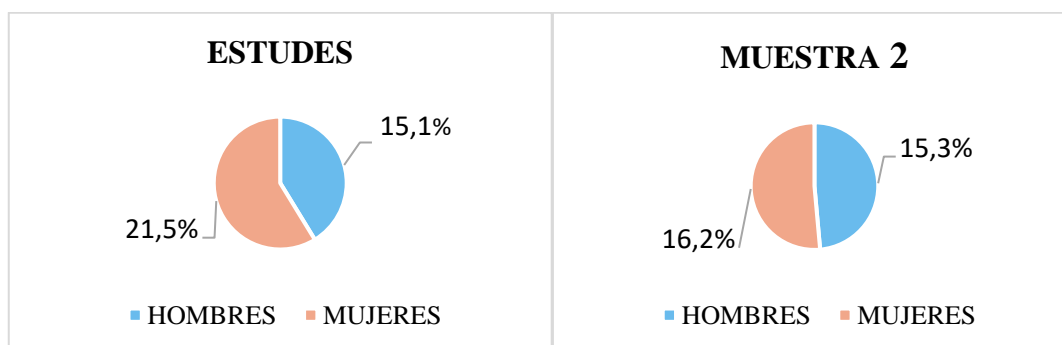 ESTUDES
15,1%
21,5%
HOMBRES MUJERES
MUESTRA 2
15,3%
16,2%
HOMBRES MUJERES